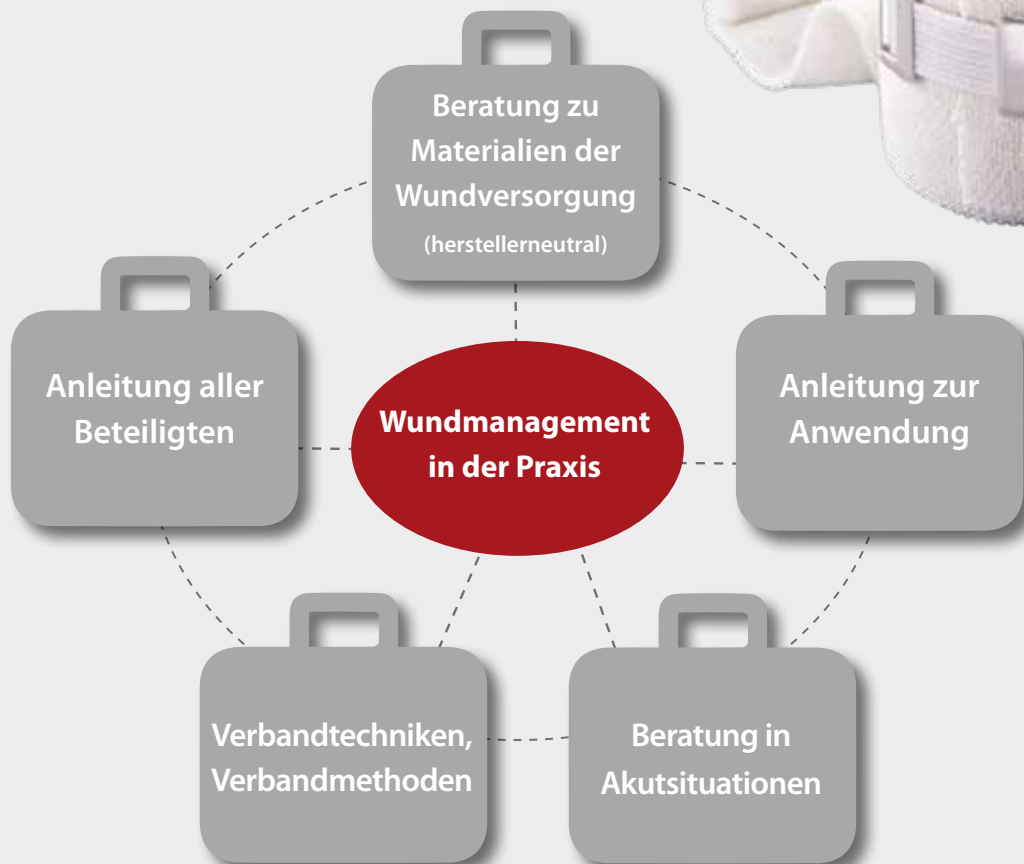 Beratung zu
Materialien der
Wundversorgung
(herstellerneutral)
Anleitung aller
Beteiligten
Wundmanagement
in der Praxis
Anleitung zur
Anwendung
Verbandtechniken,
Verbandmethoden
Beratung in
Akutsituationen